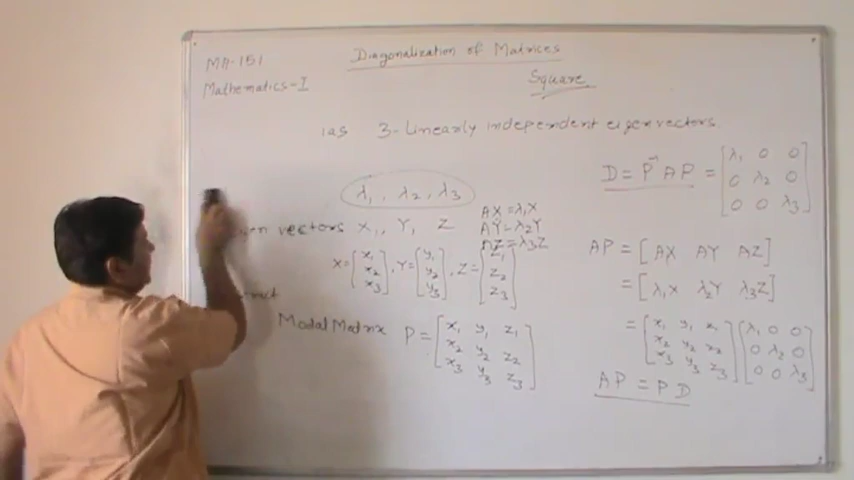 MA-151
Diagonalization of Matrices
Mathematics-I
Square
3-Linearly independent eigenvectors
λ₁, λ₂, λ₃
vectors X, Y, Z
AX = λ₁X
AY = λ₂Y
AZ = λ₃Z
X = [x₁ x₂ x₃], Y = [y₁ y₂ y₃], Z = [z₁ z₂ z₃]
Modal Matrix P = [x₁ y₁ z₁
x₂ y₂ z₂
x₃ y₃ z₃]
D = P⁻¹ A P = [λ₁ 0 0
0 λ₂ 0
0 0 λ₃]
AP = [AX AY AZ]
= [λ₁X λ₂Y λ₃Z]
= [x₁ y₁ z₁ [λ₁ 0 0
x₂ y₂ z₂ 0 λ₂ 0
x₃ y₃ z₃] 0 0 λ₃]
AP = PD